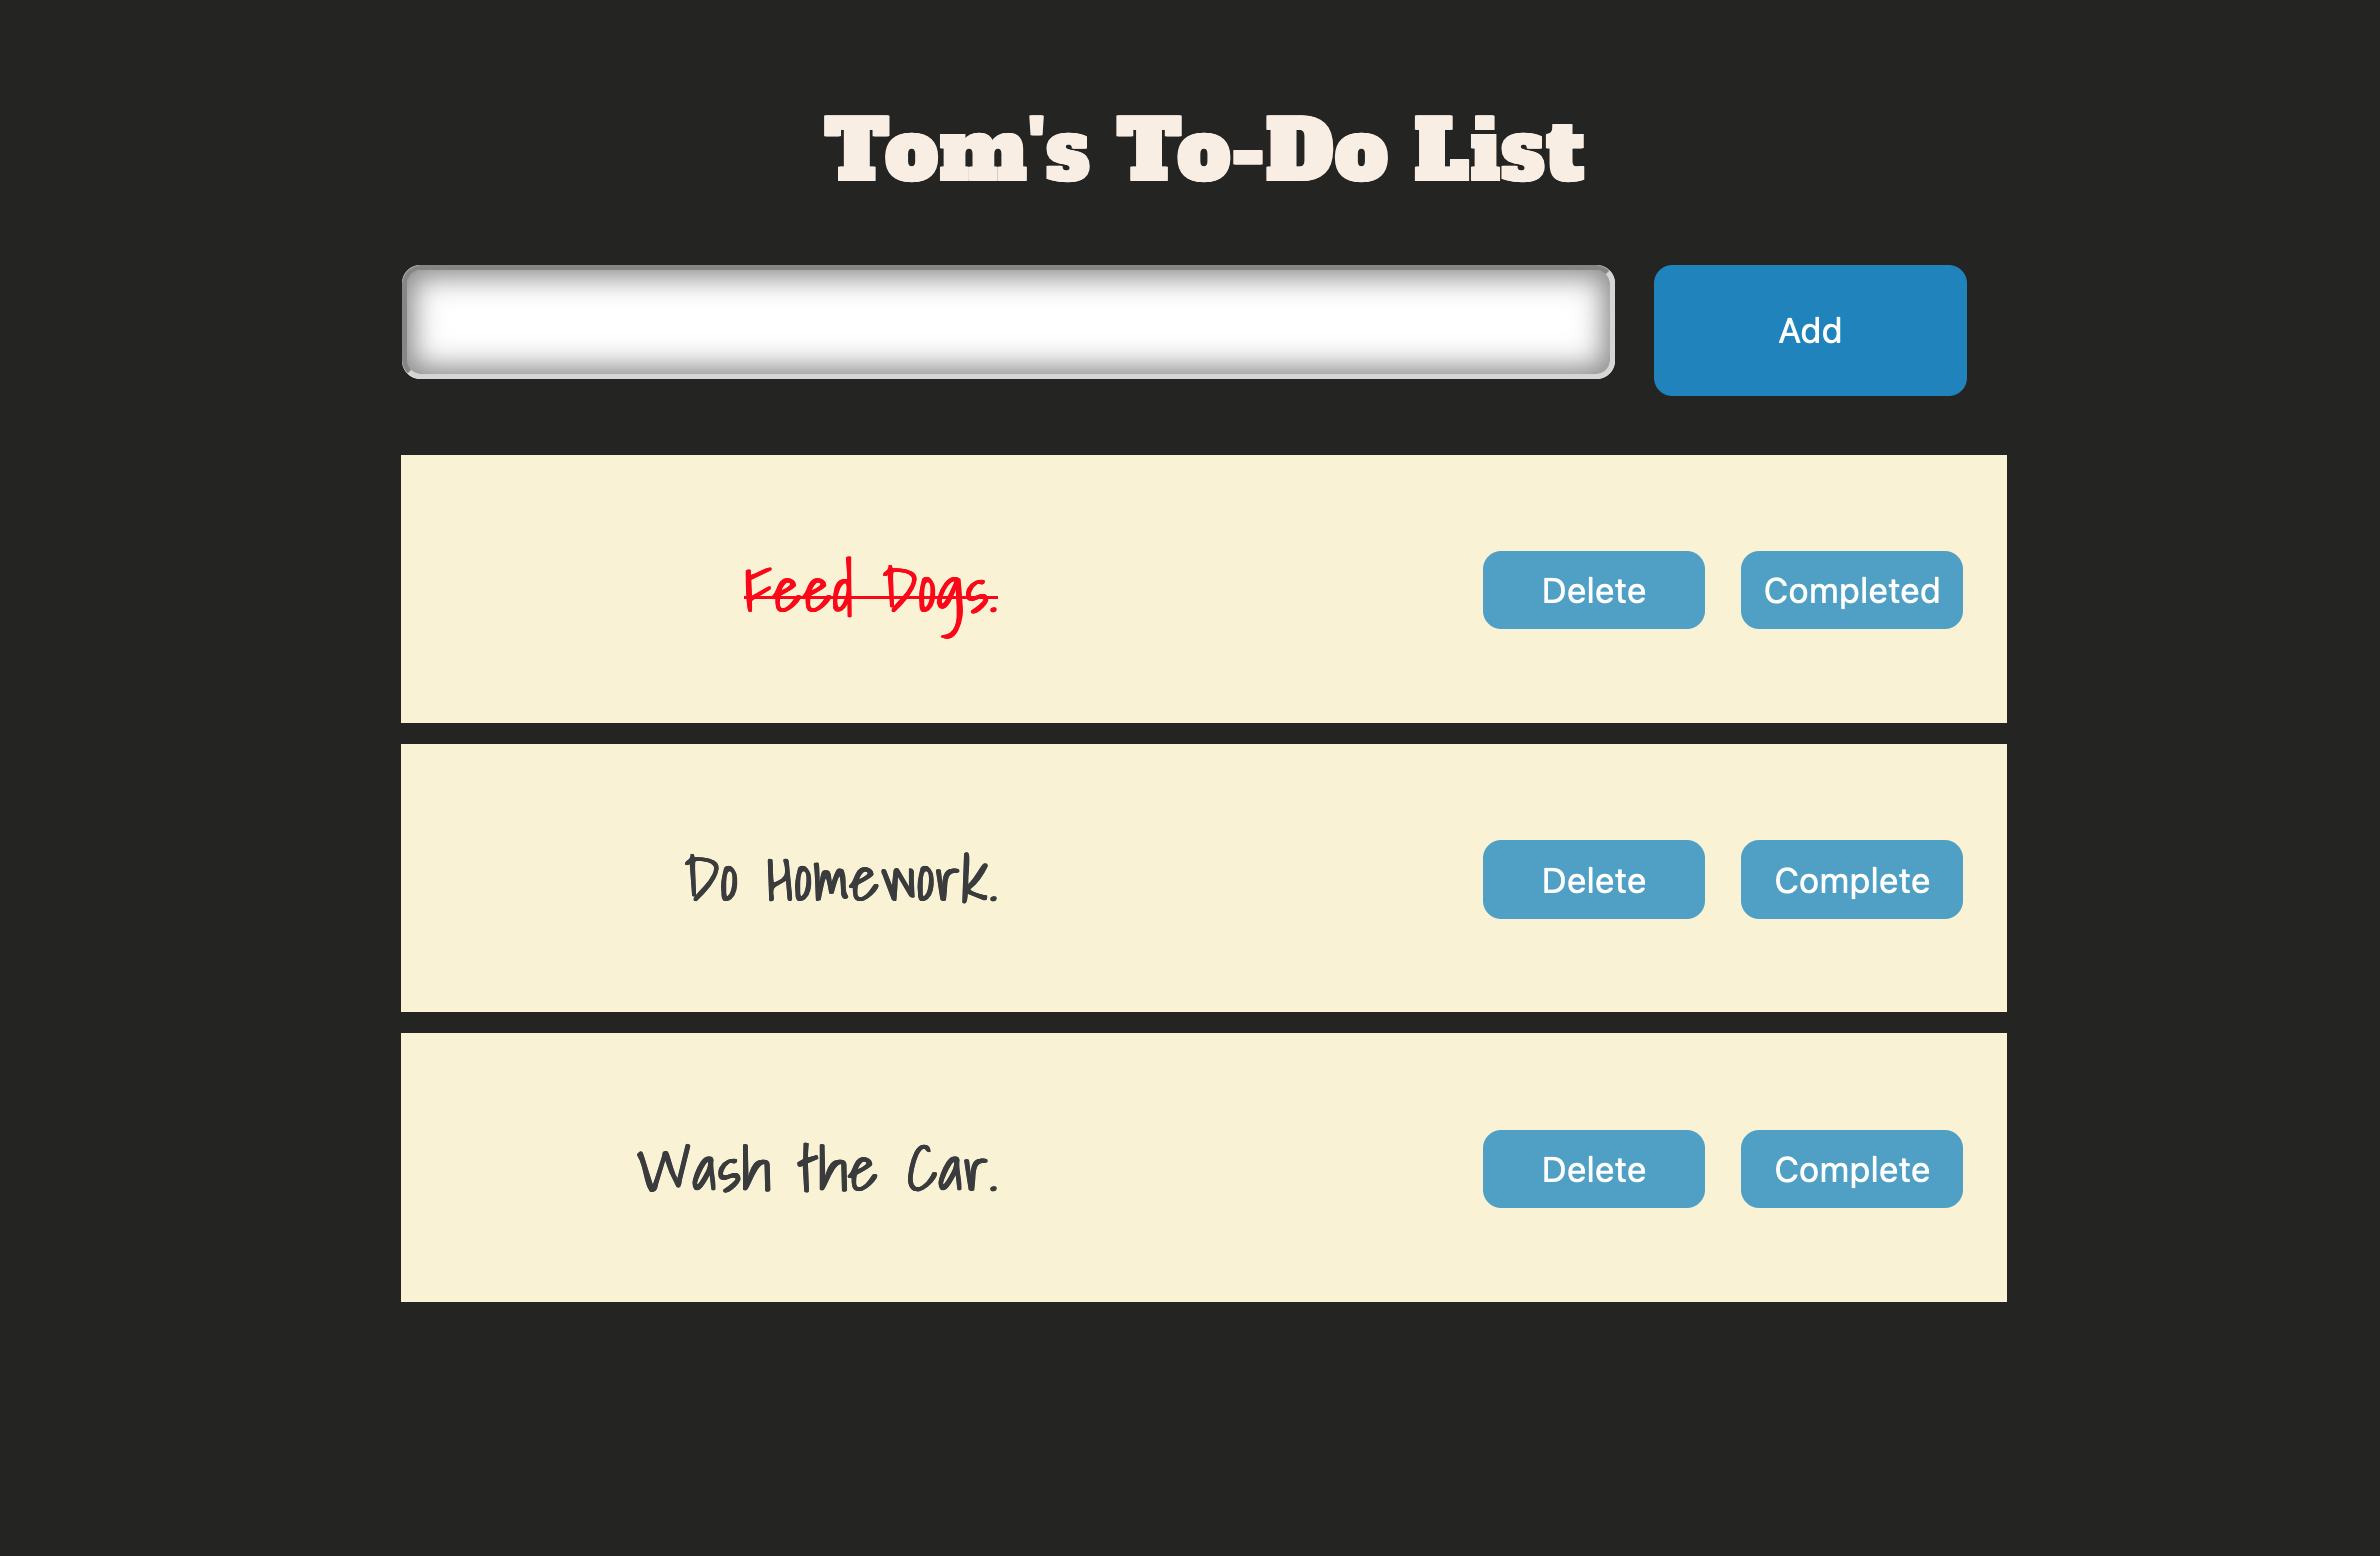 Tom's To-Do List
Add
Feed Dogs. Delete Completed
Do Homework. Delete Complete
Wash the Car. Delete Complete